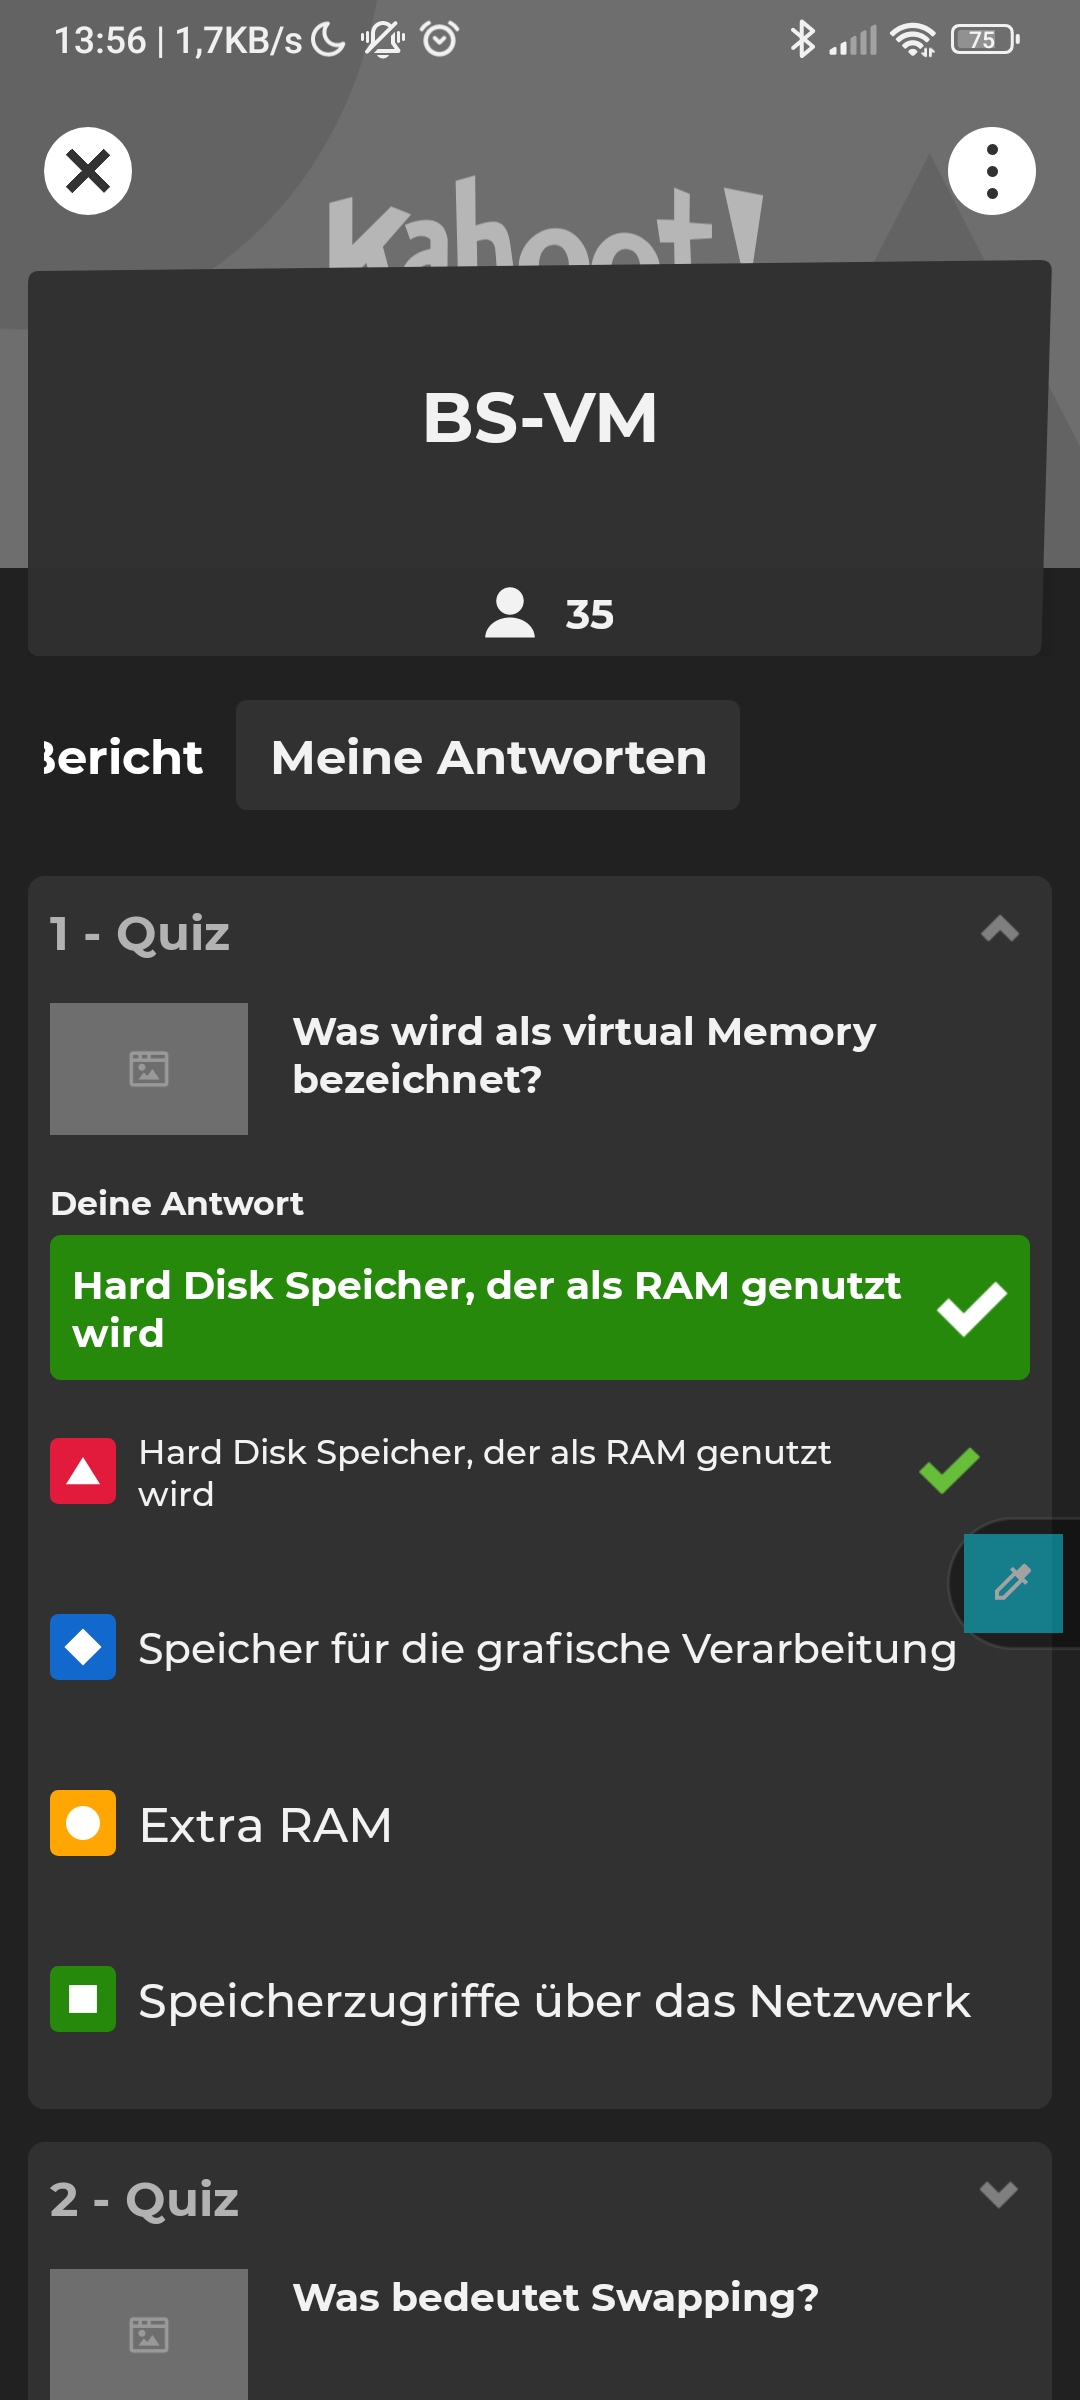 13:56 | 1,7KB/s
75
Kahoot!
BS-VM
35
Bericht
Meine Antworten
1 - Quiz
Was wird als virtual Memory
bezeichnet?
Deine Antwort
Hard Disk Speicher, der als RAM genutzt
wird
Hard Disk Speicher, der als RAM genutzt
wird
Speicher für die grafische Verarbeitung
Extra RAM
Speicherzugriffe über das Netzwerk
2 - Quiz
Was bedeutet Swapping?